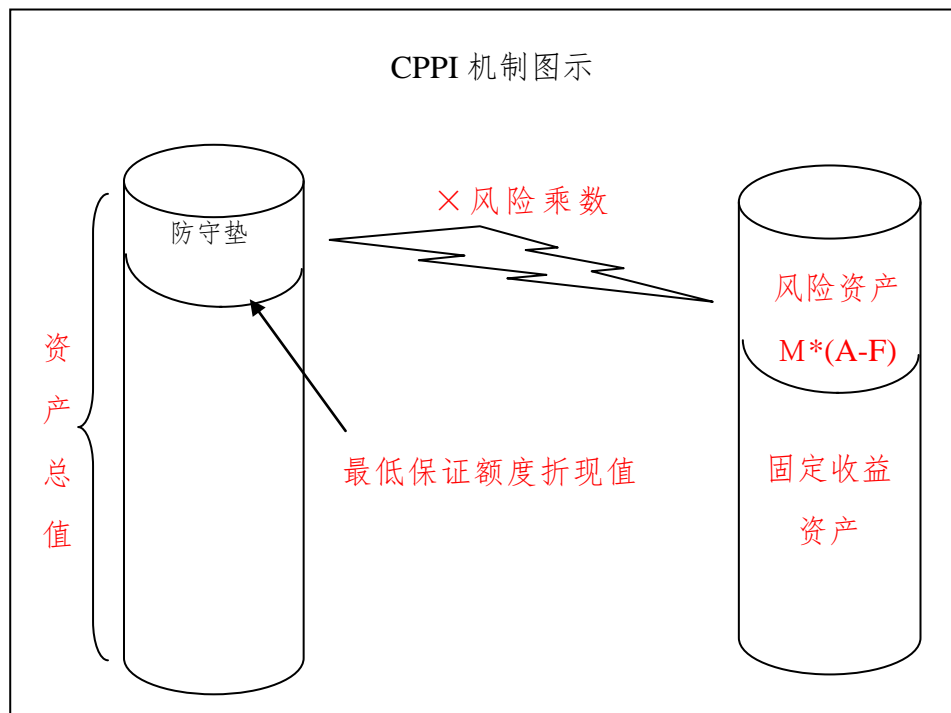 CPPI 机制图示
×风险乘数
防守垫
风险资产
M*(A-F)
资
产
总
值
最低保证额度折现值
固定收益
资产